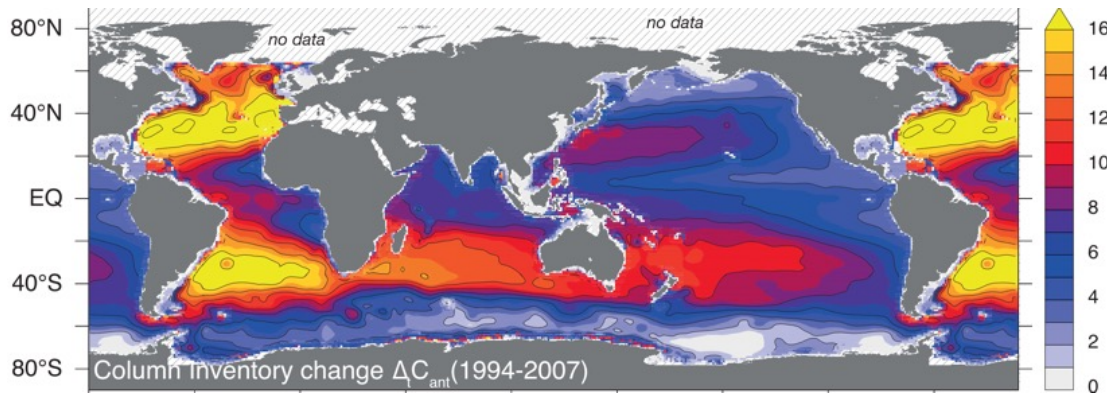 80°N
no data
no data
16
14
40°N
12
10
EQ
8
6
40°S
4
2
80°S
Column Inventory change ΔₜCₐₙₜ(1994-2007)
0